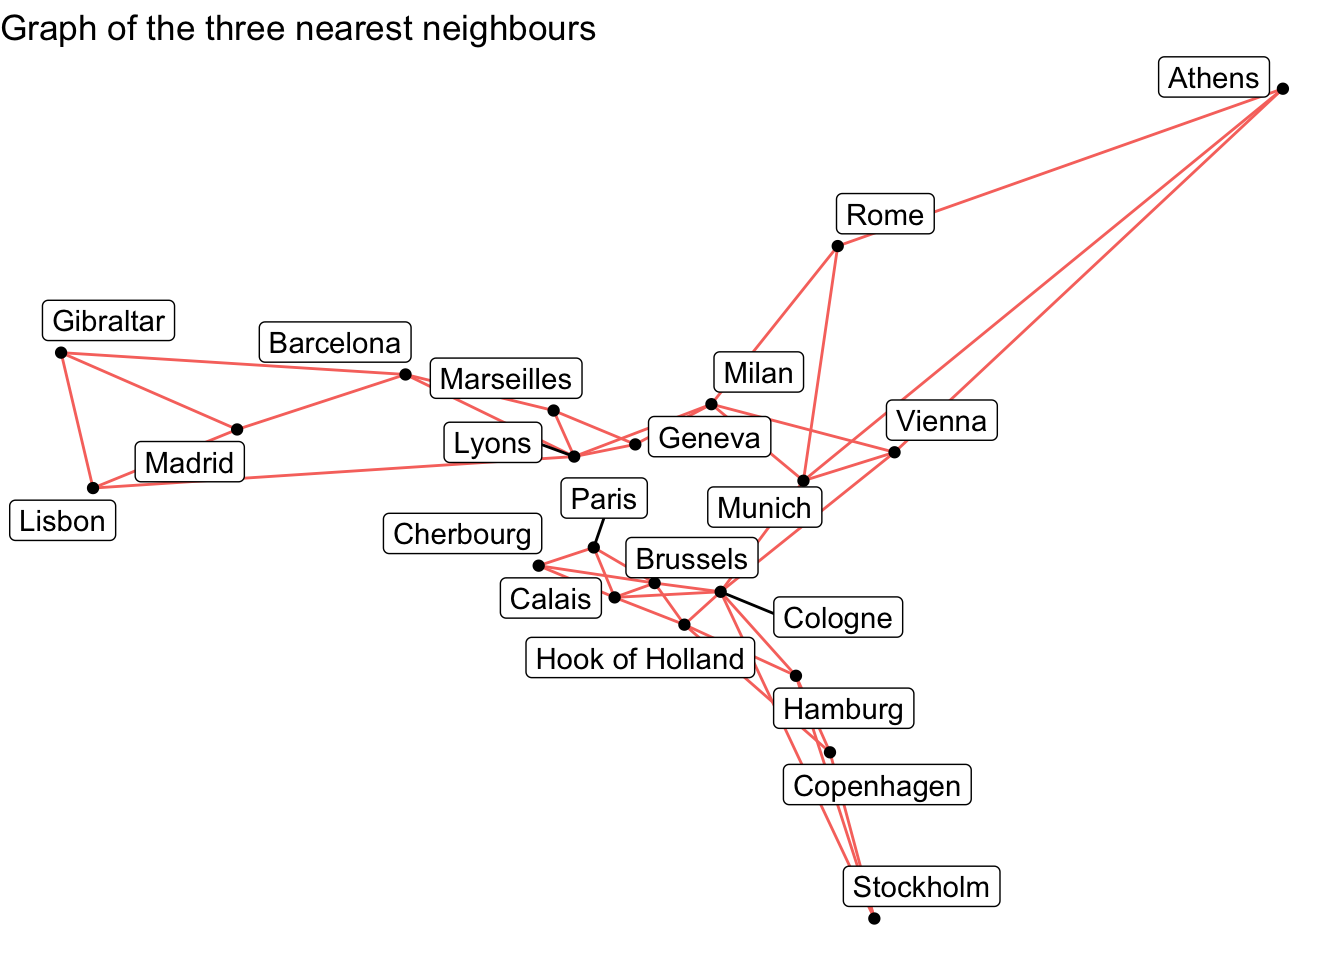 Graph of the three nearest neighbours
Athens
Rome
Gibraltar
Barcelona
Marseilles
Milan
Vienna
Lyons
Geneva
Madrid
Lisbon
Paris
Munich
Cherbourg
Brussels
Calais
Cologne
Hook of Holland
Hamburg
Copenhagen
Stockholm